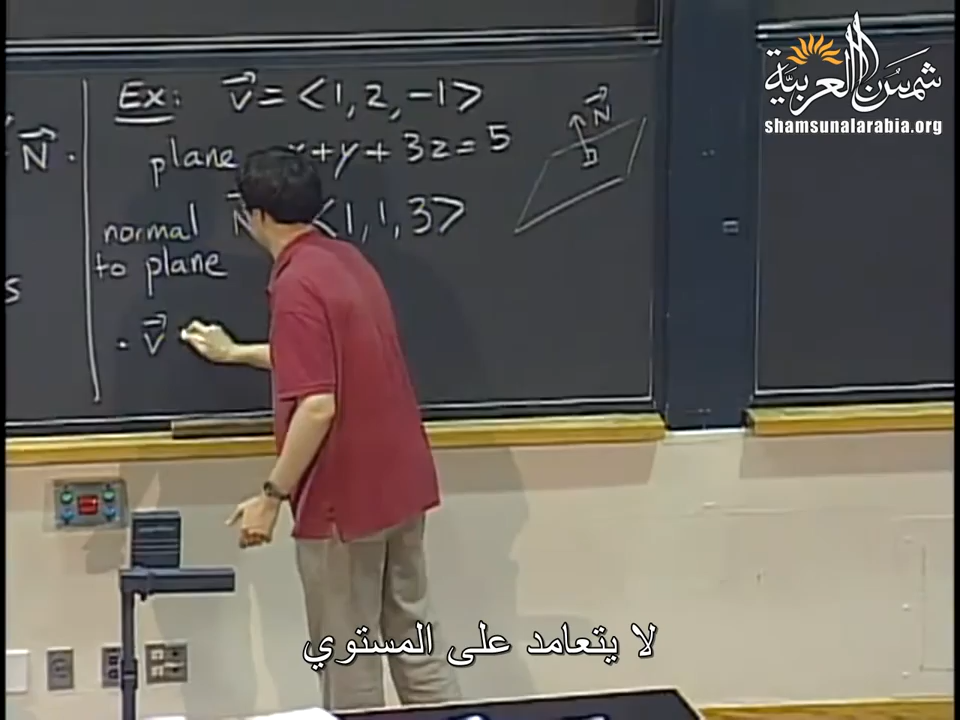 شمس العربية
shamsunalarabia.org
N .
s
Ex: v = <1, 2, -1>
plane x + y + 3z = 5
N
normal N <1, 1, 3>
to plane
. v
لا يتعامد على المستوي